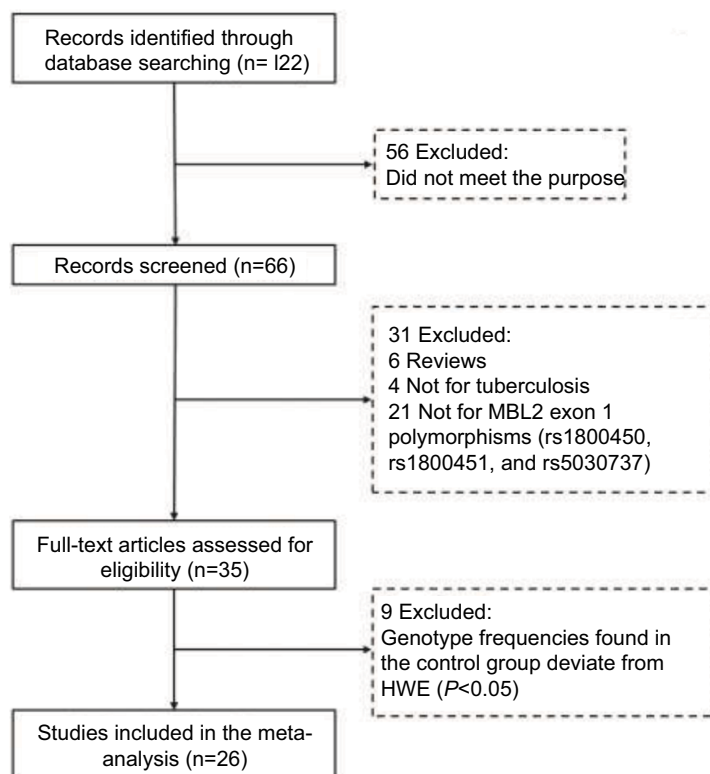 Records identified through
database searching (n= l22)
56 Excluded:
Did not meet the purpose
Records screened (n=66)
31 Excluded:
6 Reviews
4 Not for tuberculosis
21 Not for MBL2 exon 1
polymorphisms (rs1800450,
rs1800451, and rs5030737)
Full-text articles assessed for
eligibility (n=35)
9 Excluded:
Genotype frequencies found in
the control group deviate from
HWE (P<0.05)
Studies included in the meta-
analysis (n=26)